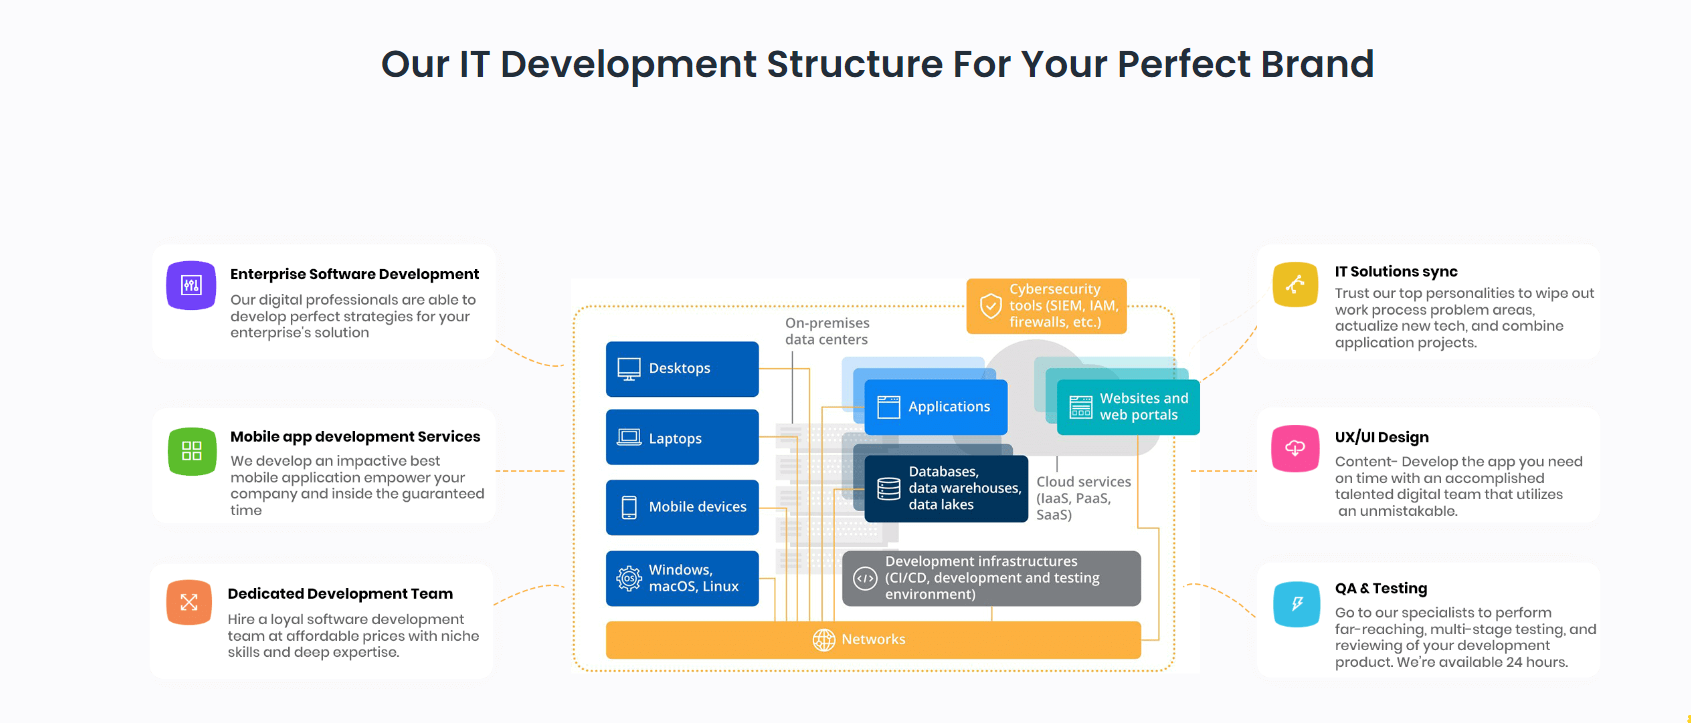 Our IT Development Structure For Your Perfect Brand
Enterprise Software Development
Our digital professionals are able to
develop perfect strategies for your
enterprise's solution
Mobile app development Services
We develop an impactive best
mobile application empower your
company and inside the guaranteed
time
Dedicated Development Team
Hire a loyal software development
team at affordable prices with niche
skills and deep expertise.
Cybersecurity
tools (SIEM, IAM,
firewalls, etc.)
On-premises
data centers
Desktops
Laptops
Mobile devices
Windows,
macOS, Linux
OS
Applications
Websites and
web portals
Databases,
data warehouses,
data lakes
Cloud services
(IaaS, PaaS,
SaaS)
Development infrastructures
(CI/CD, development and testing
environment)
Networks
IT Solutions sync
Trust our top personalities to wipe out
work process problem areas,
actualize new tech, and combine
application projects.
UX/UI Design
Content- Develop the app you need
on time with an accomplished
talented digital team that utilizes
an unmistakable.
QA & Testing
Go to our specialists to perform
far-reaching, multi-stage testing, and
reviewing of your development
product. We're available 24 hours.